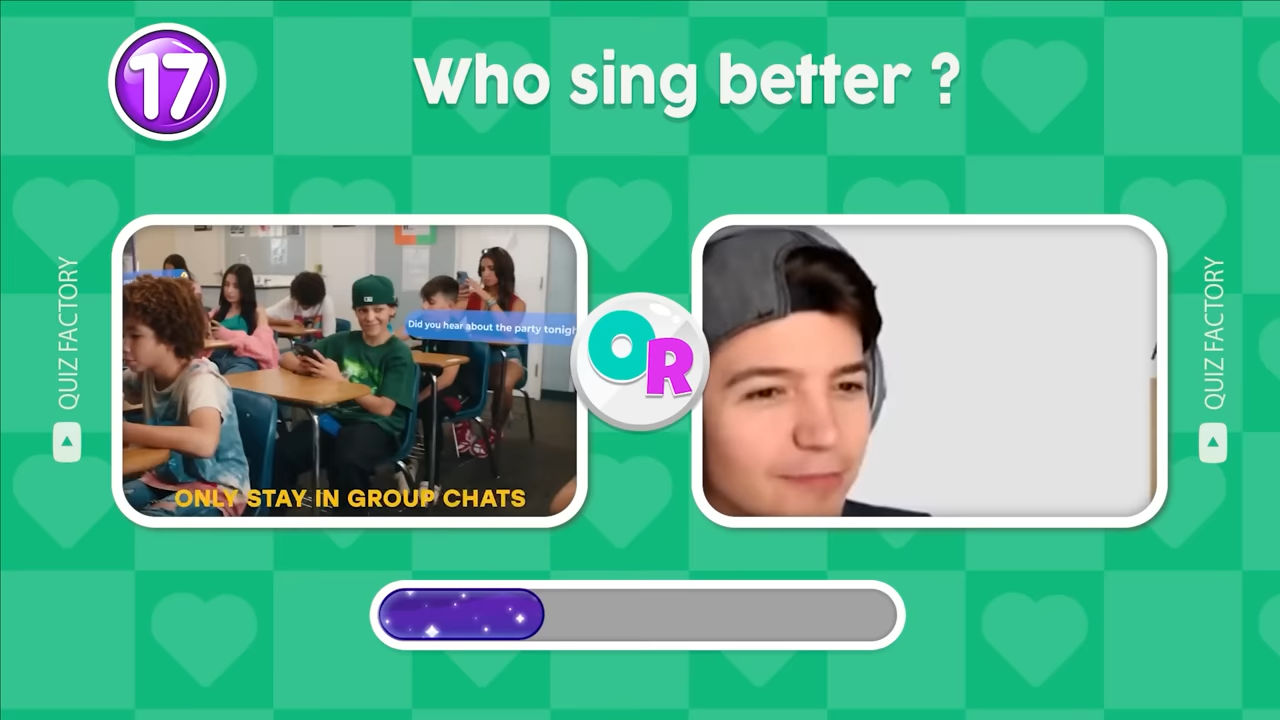 17
Who sing better ?
QUIZ FACTORY
Did you hear about the party tonigh
OR
ONLY STAY IN GROUP CHATS
QUIZ FACTORY